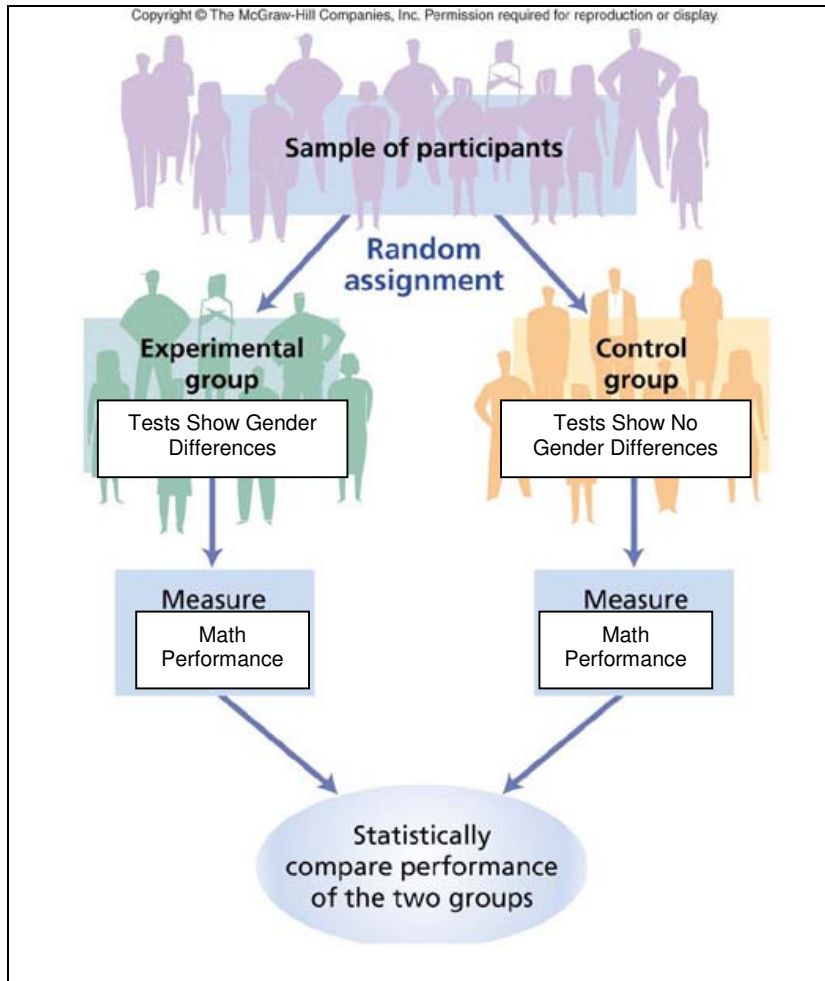 Copyright © The McGraw-Hill Companies, Inc. Permission required for reproduction or display.
Sample of participants
Random
assignment
Experimental
group
Tests Show Gender
Differences
Control
group
Tests Show No
Gender Differences
Measure
Math
Performance
Measure
Math
Performance
Statistically
compare performance
of the two groups